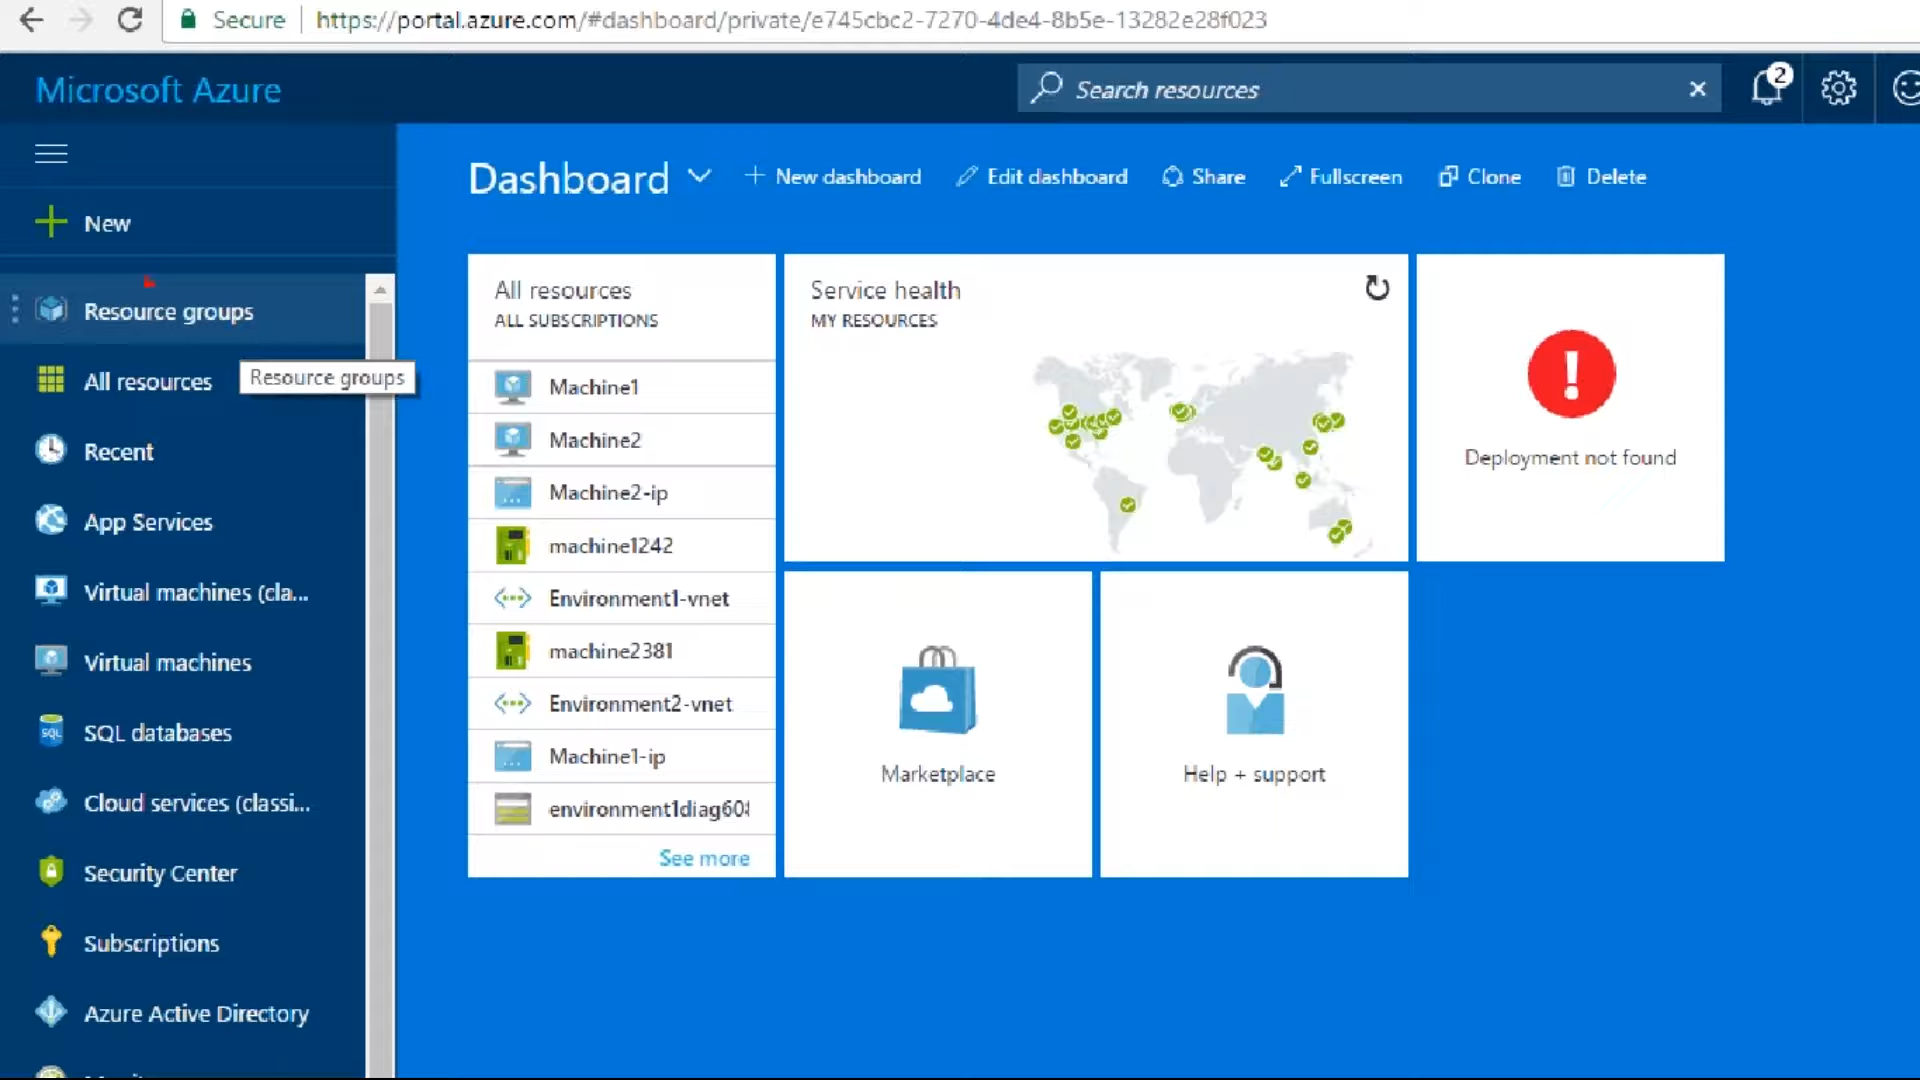 Secure
https://portal.azure.com/#dashboard/private/e745cbc2-7270-4de4-8b5e-13282e28f023
Microsoft Azure
Search resources
2
New
Resource groups
Resource groups
All resources
Recent
App Services
Virtual machines (cla...
Virtual machines
SQL databases
SQL
Cloud services (classi...
Security Center
Subscriptions
Azure Active Directory
Dashboard
New dashboard
Edit dashboard
Share
Fullscreen
Clone
Delete
All resources
ALL SUBSCRIPTIONS
Machine1
Machine2
Machine2-ip
machine1242
Environment1-vnet
machine2381
Environment2-vnet
Machine1-ip
environment1diag608
See more
Service health
MY RESOURCES
Deployment not found
Marketplace
Help + support